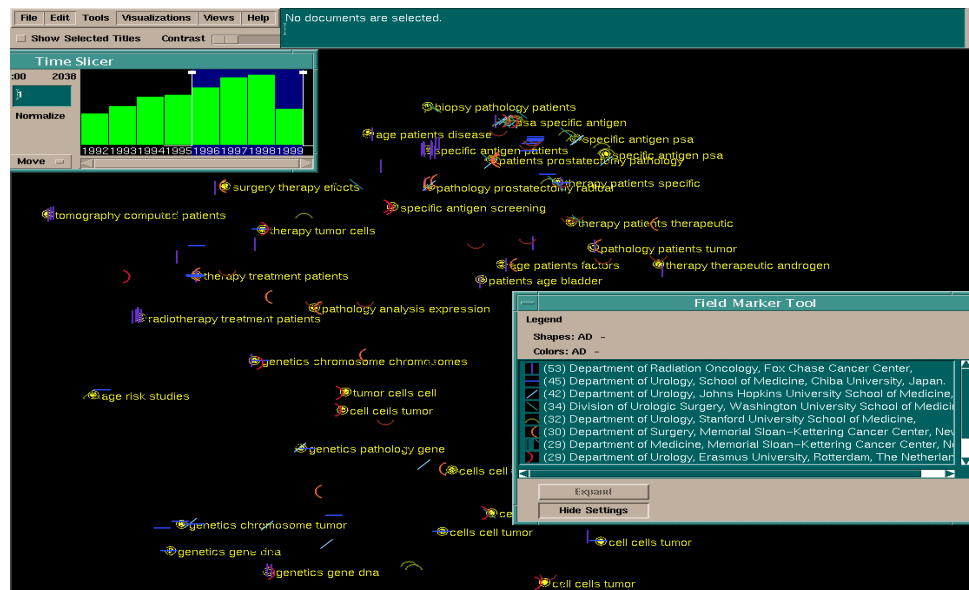 File Edit Tools Visualizations Views Help
No documents are selected.
Show Selected Titles Contrast
Time Slicer
:00 2038
Normalize
Move
1992 1993 1994 1995 1996 1997 1998 1999
biopsy pathology patients
specific antigen
age patients disease
specific antigen psa
specific antigen patients
specific antigen psa
patients prostatectomy pathology
therapy patients specific
surgery therapy effects
pathology prostatectomy radical
specific antigen screening
tomography computed patients
therapy patients therapeutic
therapy tumor cells
pathology patients tumor
age patients factors
therapy therapeutic androgen
therapy treatment patients
patients age bladder
pathology analysis expression
radiotherapy treatment patients
genetics chromosome chromosomes
age risk studies
tumor cells cell
cell cells tumor
genetics pathology gene
cells cell
ce
genetics chromosome tumor
cells cell tumor
cell cells tumor
genetics gene dna
genetics gene dna
cell cells tumor
Field Marker Tool
Legend
Shapes: AD -
Colors: AD -
(53) Department of Radiation Oncology, Fox Chase Cancer Center,
(45) Department of Urology, School of Medicine, Chiba University, Japan.
(42) Department of Urology, Johns Hopkins University School of Medicine,
(34) Division of Urologic Surgery, Washington University School of Medici
(32) Department of Urology, Stanford University School of Medicine,
(30) Department of Surgery, Memorial Sloan-Kettering Cancer Center, New
(29) Department of Medicine, Memorial Sloan-Kettering Cancer Center, N
(29) Department of Urology, Erasmus University, Rotterdam, The Netherlan
Expand
Hide Settings